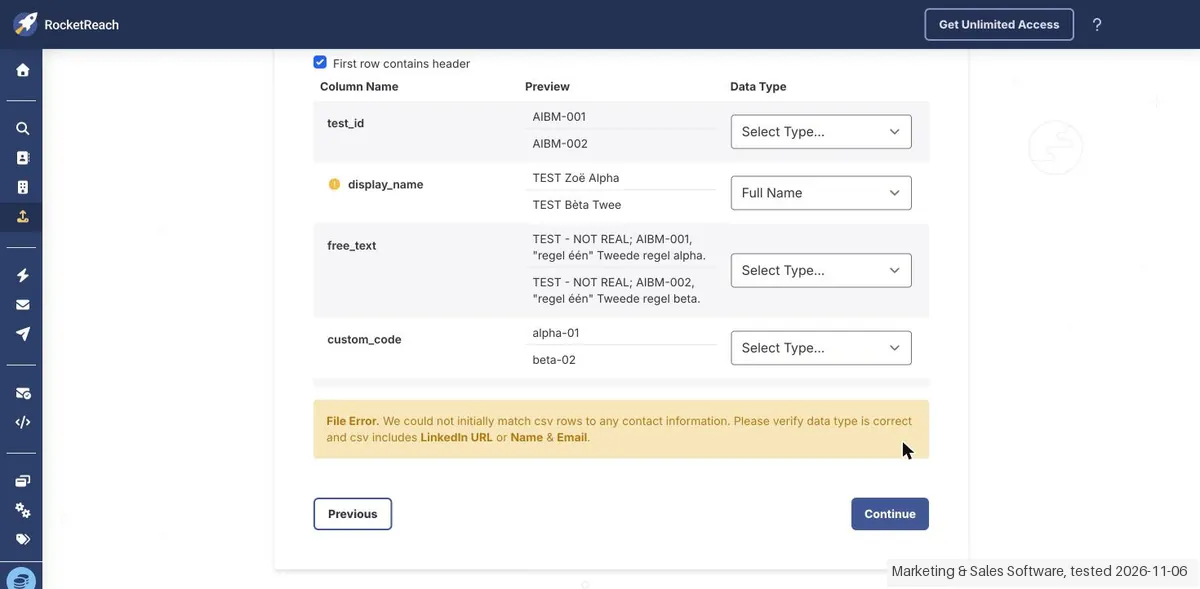 RocketReach
Get Unlimited Access
?
First row contains header
Column Name Preview Data Type
test_id
AIBM-001
AIBM-002
Select Type...
display_name
TEST Zoë Alpha
TEST Bèta Twee
Full Name
free_text
TEST - NOT REAL; AIBM-001,
"regel één" Tweede regel alpha.
TEST - NOT REAL; AIBM-002,
"regel één" Tweede regel beta.
Select Type...
custom_code
alpha-01
beta-02
Select Type...
File Error. We could not initially match csv rows to any contact information. Please verify data type is correct
and csv includes LinkedIn URL or Name & Email.
Previous
Continue
Marketing & Sales Software, tested 2026-11-06